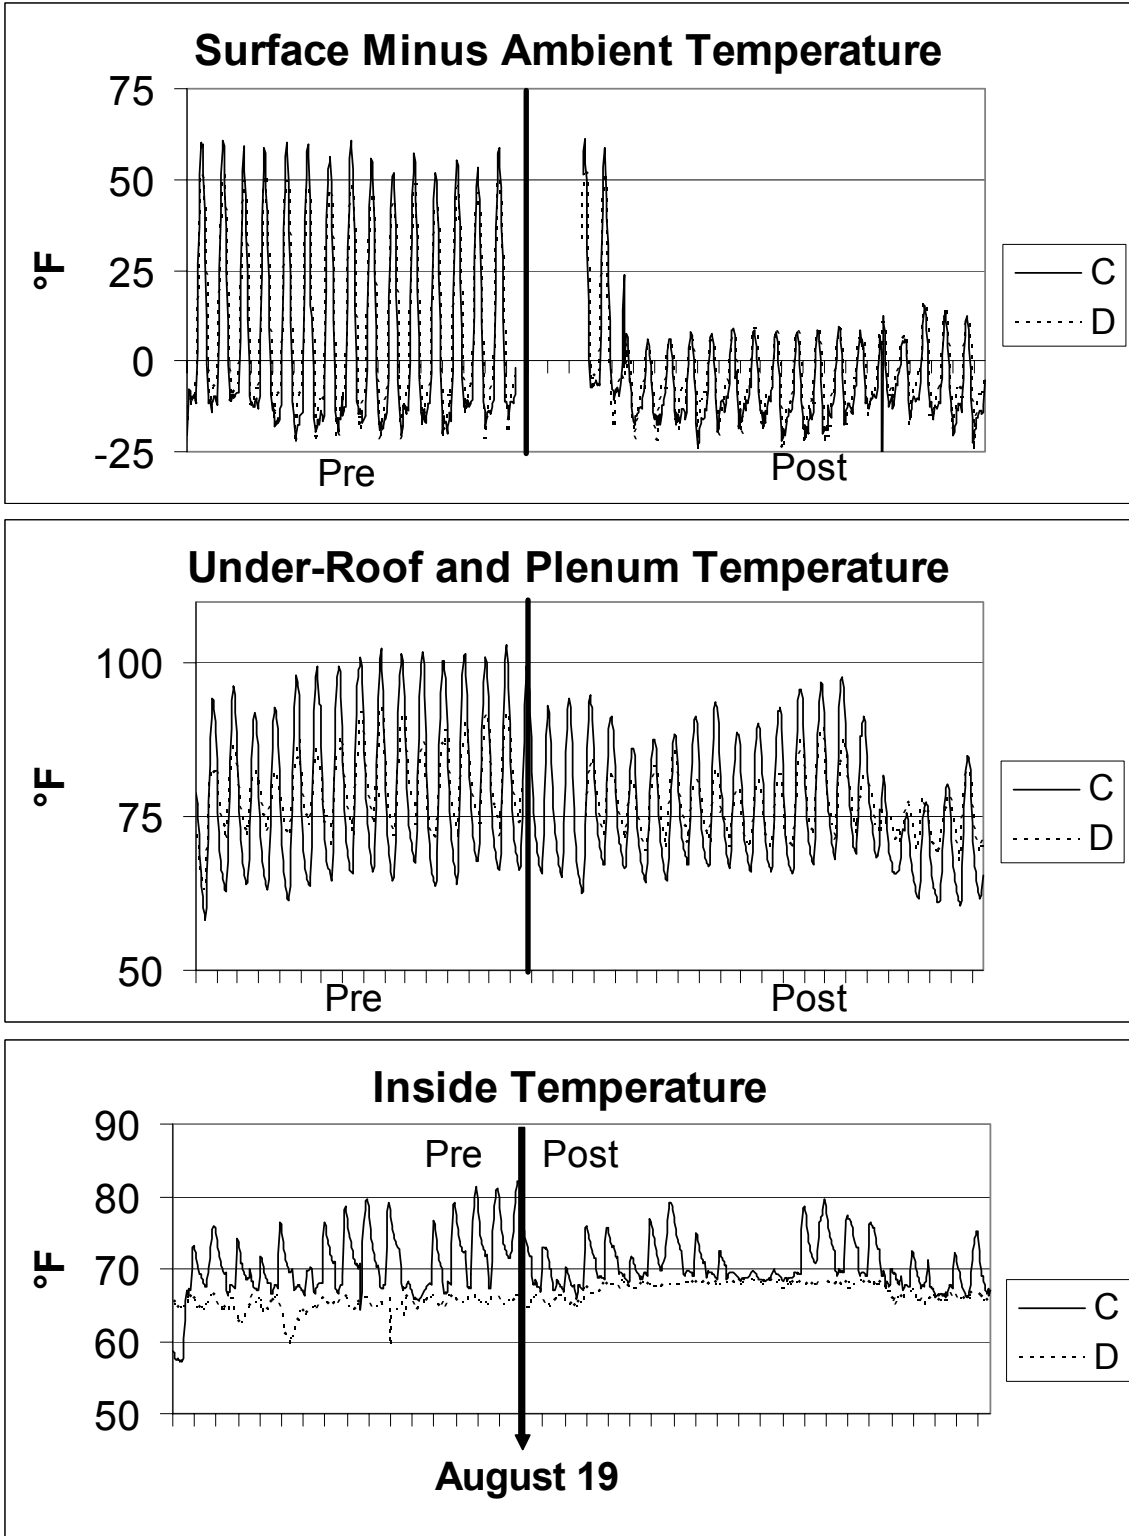 Surface Minus Ambient Temperature
75
50
25
0
-25
°F
Pre
Post
C
D
Under-Roof and Plenum Temperature
100
75
50
°F
Pre
Post
C
D
Inside Temperature
90
80
70
60
50
°F
Pre
Post
C
D
August 19